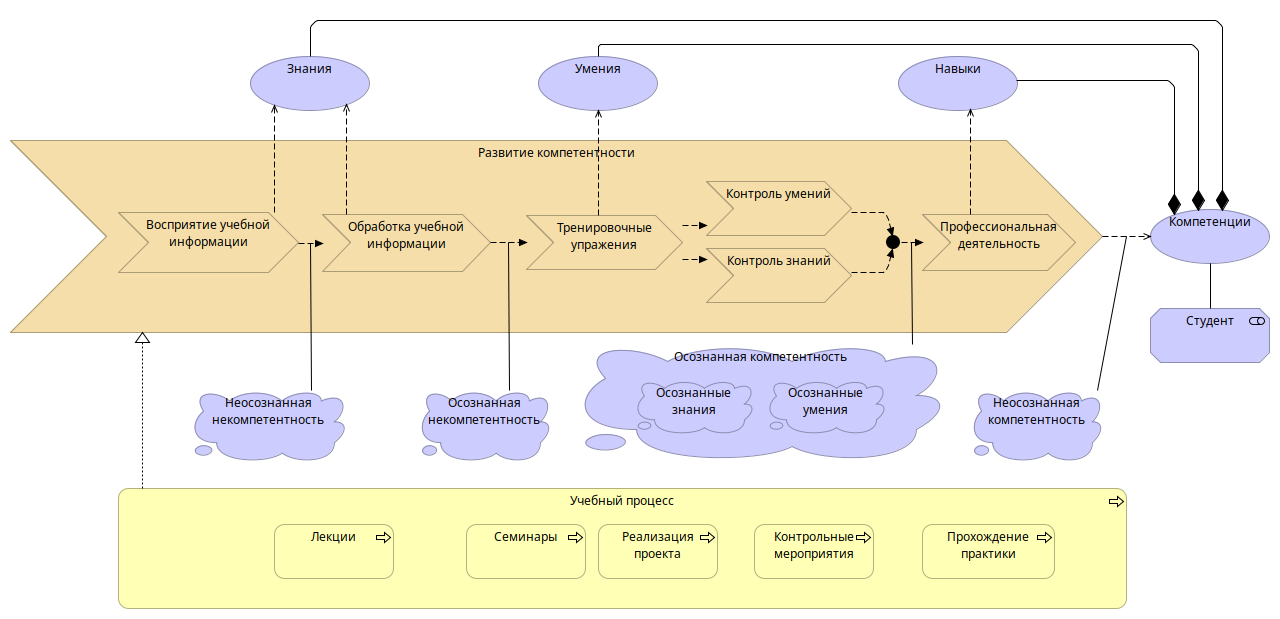 Знания
Умения
Навыки
Развитие компетентности
Восприятие учебной
информации
Обработка учебной
информации
Тренировочные
упражения
Контроль умений
Контроль знаний
Профессиональная
деятельность
Компетенции
Студент
Неосознанная
некомпетентность
Осознанная
некомпетентность
Осознанная компетентность
Осознанные
знания
Осознанные
умения
Неосознанная
компетентность
Учебный процесс
Лекции
Семинары
Реализация
проекта
Контрольные
мероприятия
Прохождение
практики